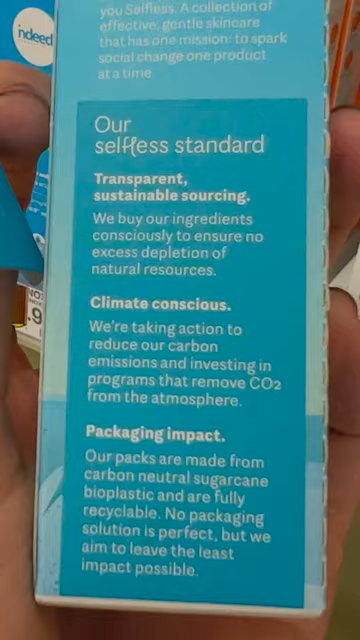 you Selfless. A collection of
effective, gentle skincare
that has one mission: to spark
social change one product
at a time.
indeed
Our
selfless standard
Transparent,
sustainable sourcing.
We buy our ingredients
consciously to ensure no
excess depletion of
natural resources.
Climate conscious.
We're taking action to
reduce our carbon
emissions and investing in
programs that remove CO2
from the atmosphere.
Packaging impact.
Our packs are made from
carbon neutral sugarcane
bioplastic and are fully
recyclable. No packaging
solution is perfect, but we
aim to leave the least
impact possible.
.9